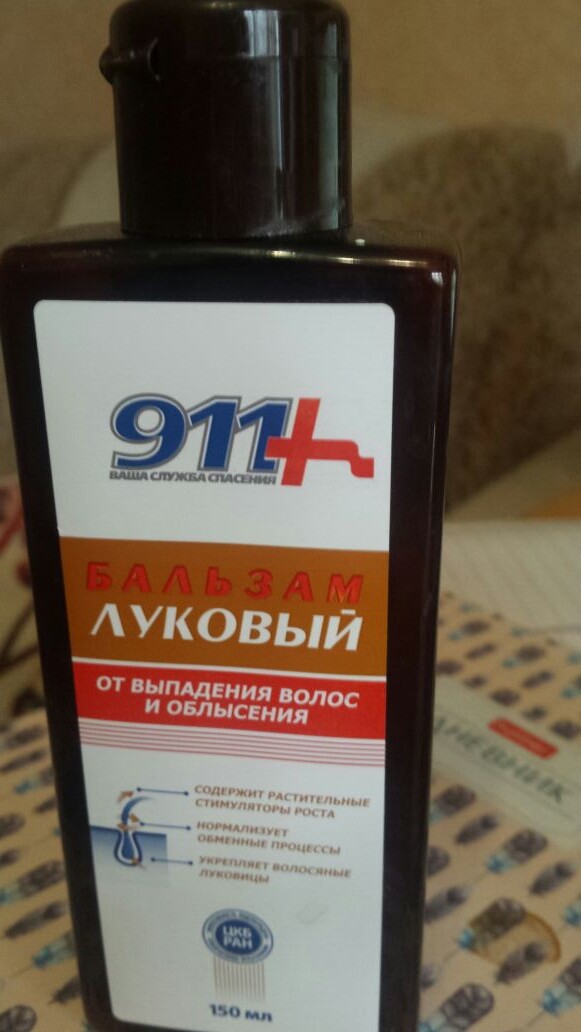 911
ВАША СЛУЖБА СПАСЕНИЯ
БАЛЬЗАМ
ЛУКОВЫЙ
ОТ ВЫПАДЕНИЯ ВОЛОС
И ОБЛЫСЕНИЯ
СОДЕРЖИТ РАСТИТЕЛЬНЫЕ
СТИМУЛЯТОРЫ РОСТА
НОРМАЛИЗУЕТ
ОБМЕННЫЕ ПРОЦЕССЫ
УКРЕПЛЯЕТ ВОЛОСЯНЫЕ
ЛУКОВИЦЫ
ЦКБ
РАН
150 мл
ДНЕВНИК